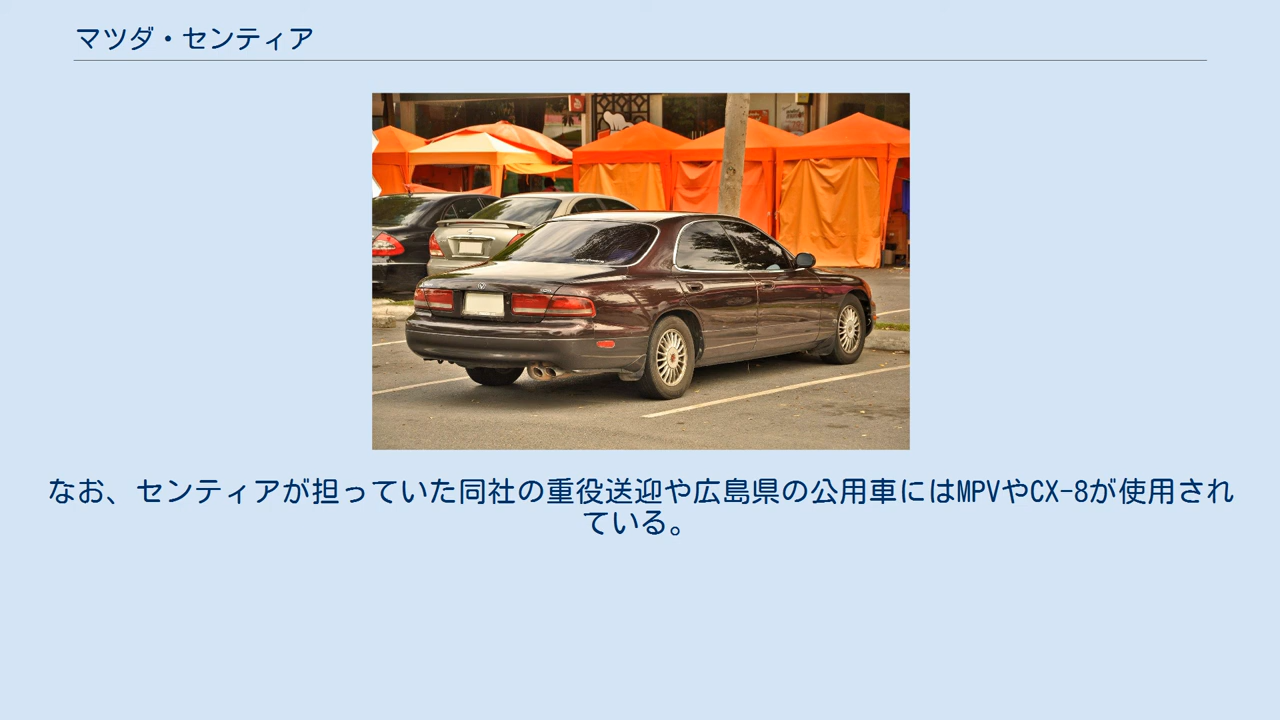 マツダ・センティア
なお、センティアが担っていた同社の重役送迎や広島県の公用車にはMPVやCX-8が使用され
ている。